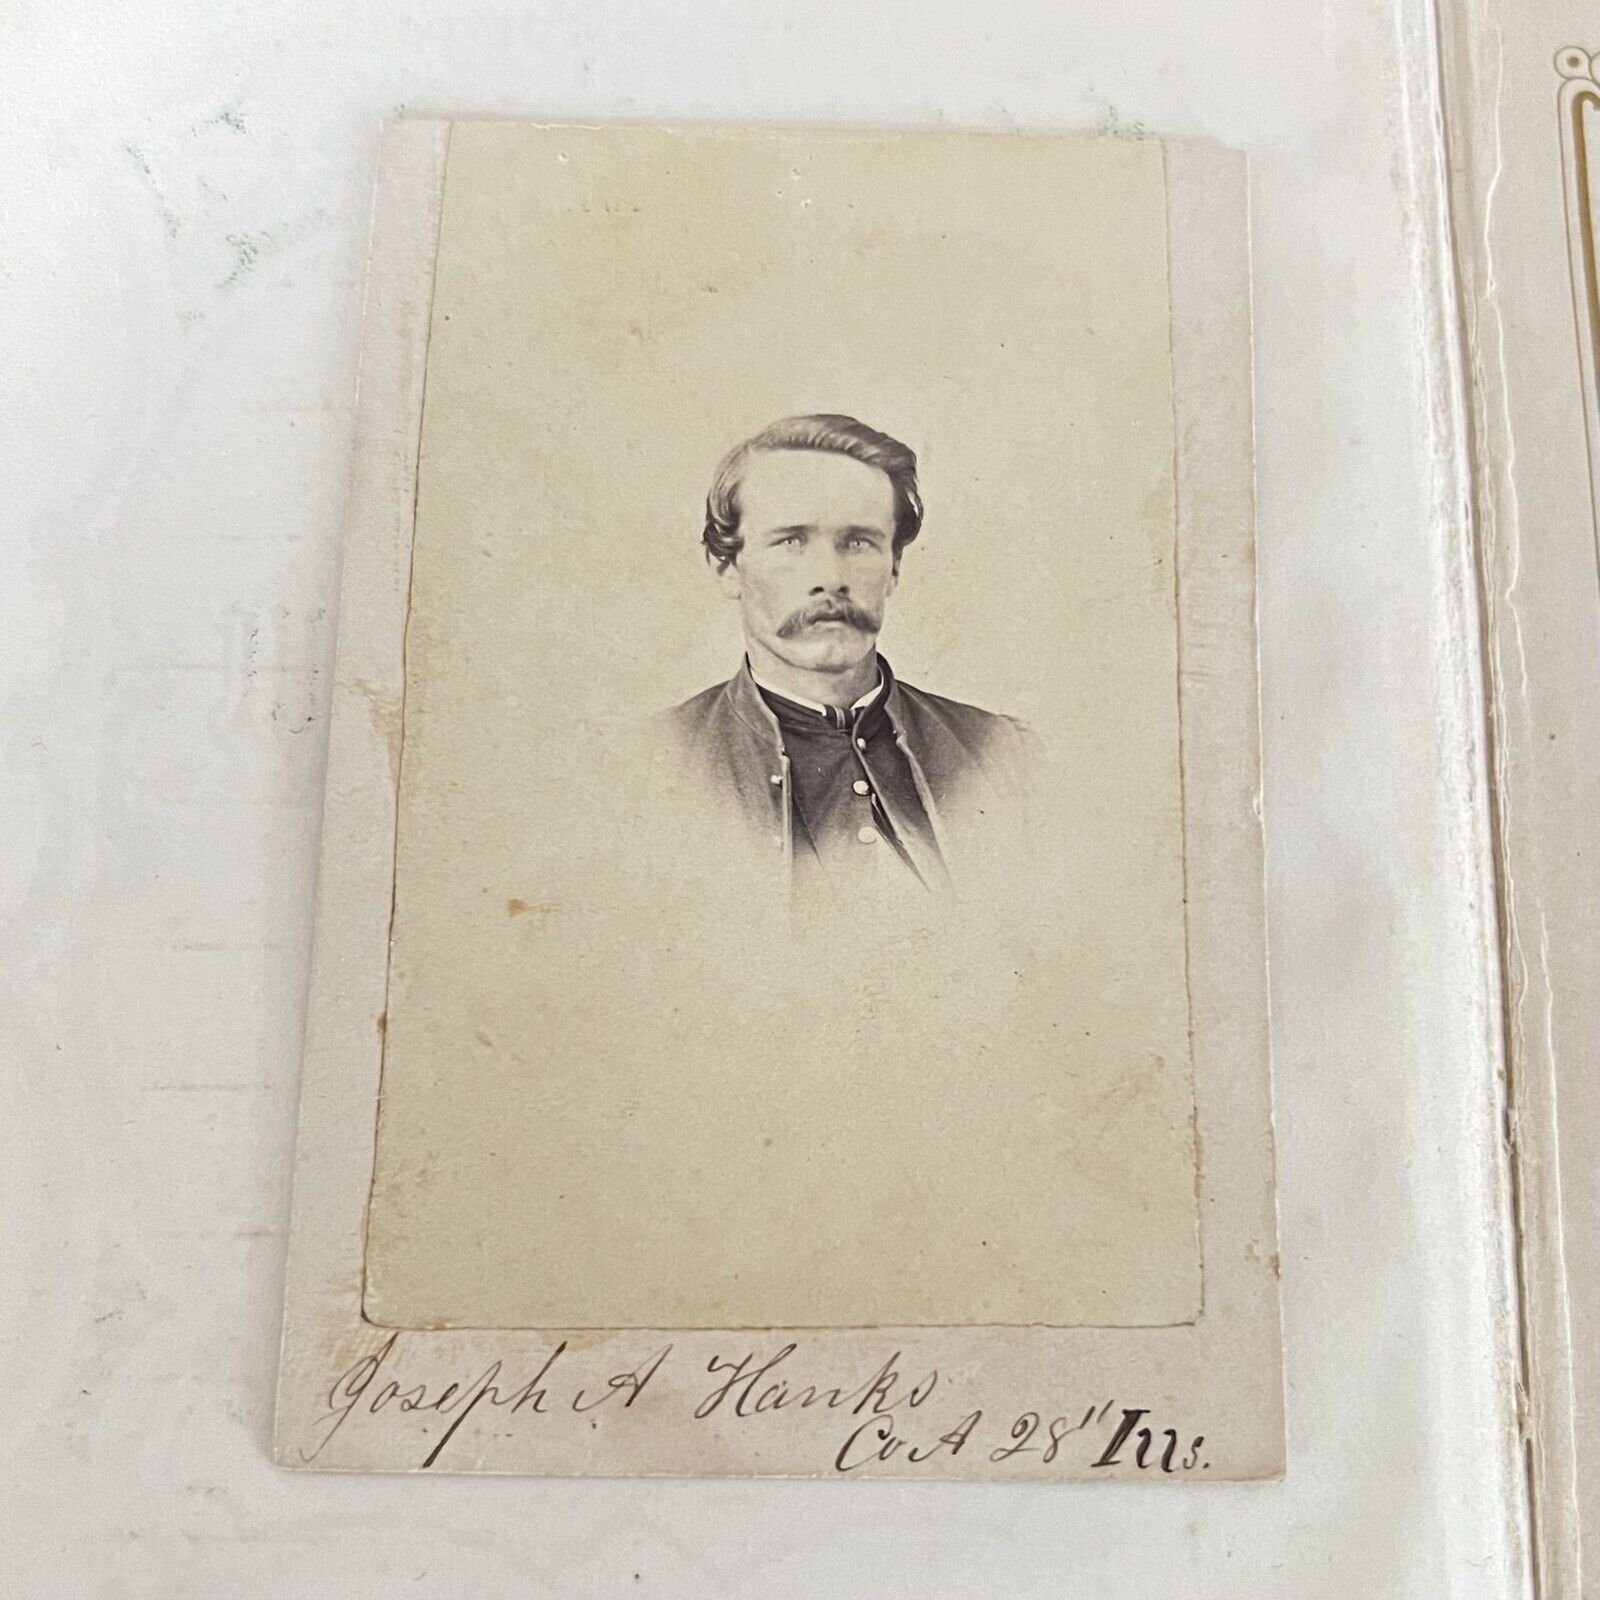 Joseph A Hanks
Co A 28" Ills.